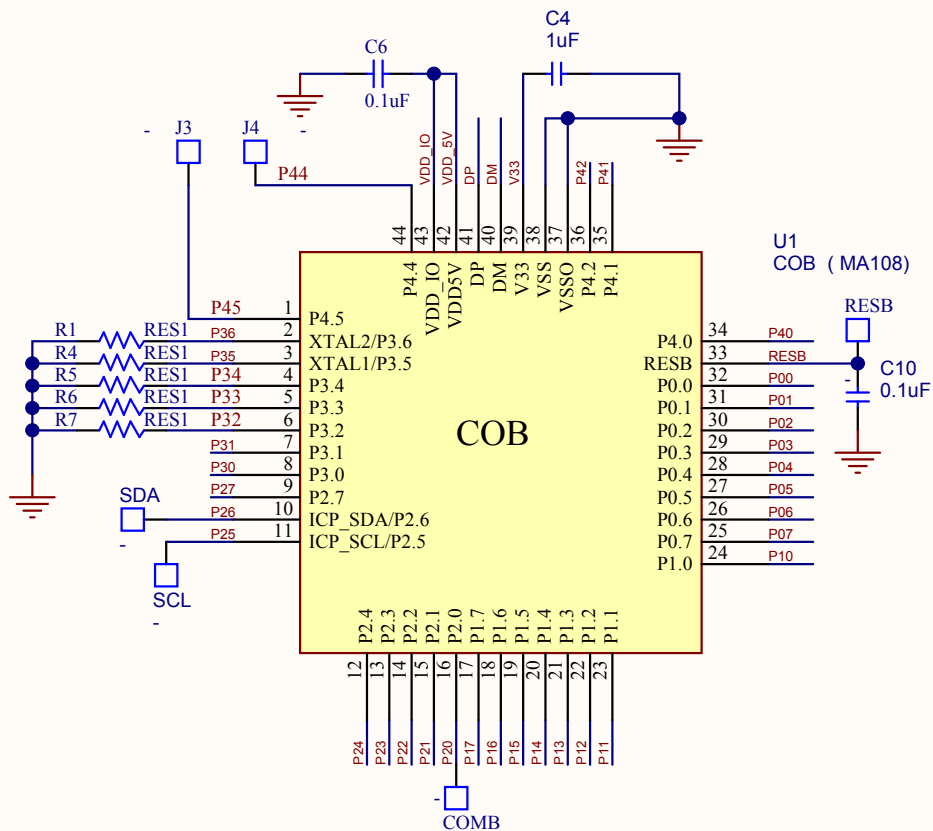 C4
1uF
C6
0.1uF
- J3
J4 -
P44
VDD_IO
VDD_5V
DP
DM
V33
P42
P41
44
43
42
41
40
39
38
37
36
35
P4.4
VDD_IO
VDD5V
DP
DM
V33
VSS
VSSO
P4.2
P4.1
U1
COB ( MA108)
RESB
P45 1 P4.5
R1 RES1 P36 2 XTAL2/P3.6
R4 RES1 P35 3 XTAL1/P3.5
R5 RES1 P34 4 P3.4
R6 RES1 P33 5 P3.3
R7 RES1 P32 6 P3.2
P31 7 P3.1
P30 8 P3.0
P27 9 P2.7
SDA
-
P26 10 ICP_SDA/P2.6
P25 11 ICP_SCL/P2.5
SCL
-
COB
P4.0 34 P40
RESB 33 RESB
P0.0 32 P00
P0.1 31 P01
P0.2 30 P02
P0.3 29 P03
P0.4 28 P04
P0.5 27 P05
P0.6 26 P06
P0.7 25 P07
P1.0 24 P10
- C10
0.1uF
P2.4
P2.3
P2.2
P2.1
P2.0
P1.7
P1.6
P1.5
P1.4
P1.3
P1.2
P1.1
12
13
14
15
16
17
18
19
20
21
22
23
P24
P23
P22
P21
P20
P17
P16
P15
P14
P13
P12
P11
-
COMB